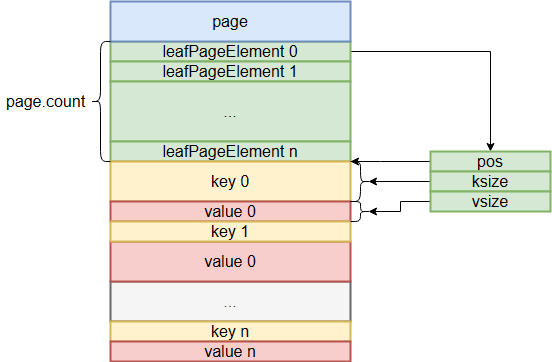 page
leafPageElement 0
leafPageElement 1
page.count
...
leafPageElement n
pos
key 0
ksize
vsize
value 0
key 1
value 0
...
key n
value n